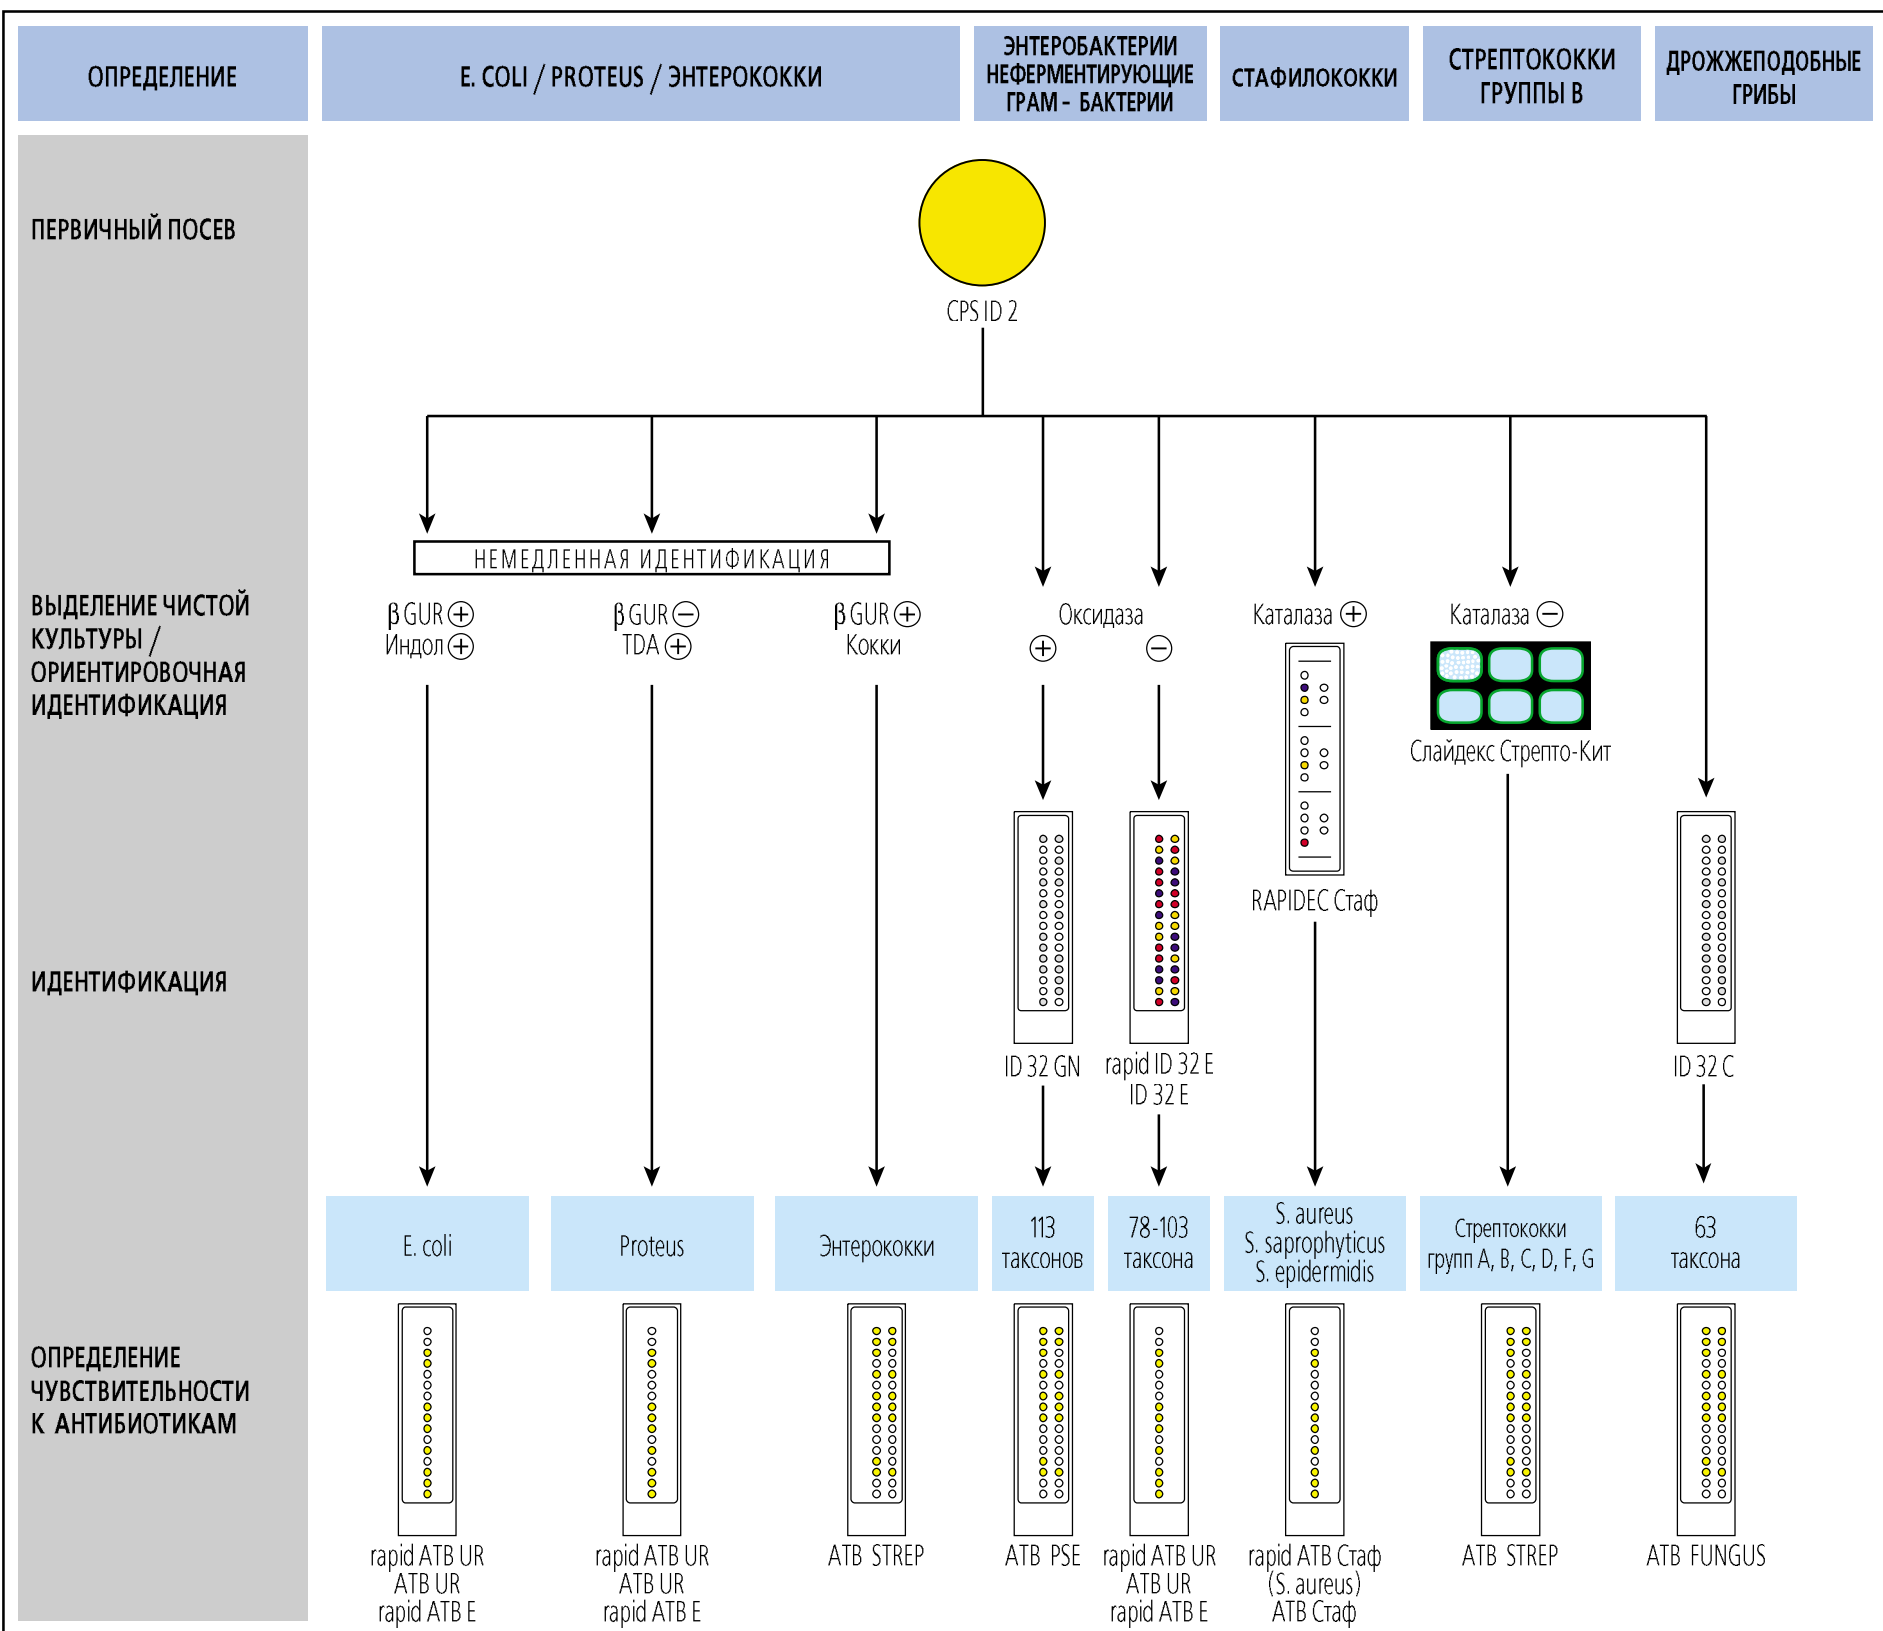 ОПРЕДЕЛЕНИЕ
E. COLI / PROTEUS / ЭНТЕРОКОККИ
ЭНТЕРОБАКТЕРИИ
НЕФЕРМЕНТИРУЮЩИЕ
ГРАМ - БАКТЕРИИ
СТАФИЛОКОККИ
СТРЕПТОКОККИ
ГРУППЫ В
ДРОЖЖЕПОДОБНЫЕ
ГРИБЫ
ПЕРВИЧНЫЙ ПОСЕВ
CPS ID 2
ВЫДЕЛЕНИЕ ЧИСТОЙ
КУЛЬТУРЫ /
ОРИЕНТИРОВОЧНАЯ
ИДЕНТИФИКАЦИЯ
НЕМЕДЛЕННАЯ ИДЕНТИФИКАЦИЯ
β GUR ⊕
Индол ⊕
β GUR ⊖
TDA ⊕
β GUR ⊕
Кокки
Оксидаза
⊕ ⊖
Каталаза ⊕
Каталаза ⊖
Слайдекс Стрепто-Кит
RAPIDEC Стаф
ИДЕНТИФИКАЦИЯ
ID 32 GN
rapid ID 32 E
ID 32 E
ID 32 C
E. coli
Proteus
Энтерококки
113
таксонов
78-103
таксона
S. aureus
S. saprophyticus
S. epidermidis
Стрептококки
групп A, B, C, D, F, G
63
таксона
ОПРЕДЕЛЕНИЕ
ЧУВСТВИТЕЛЬНОСТИ
К АНТИБИОТИКАМ
rapid ATB UR
ATB UR
rapid ATB E
rapid ATB UR
ATB UR
rapid ATB E
ATB STREP
ATB PSE
rapid ATB UR
ATB UR
rapid ATB E
rapid ATB Стаф
(S. aureus)
ATB Стаф
ATB STREP
ATB FUNGUS